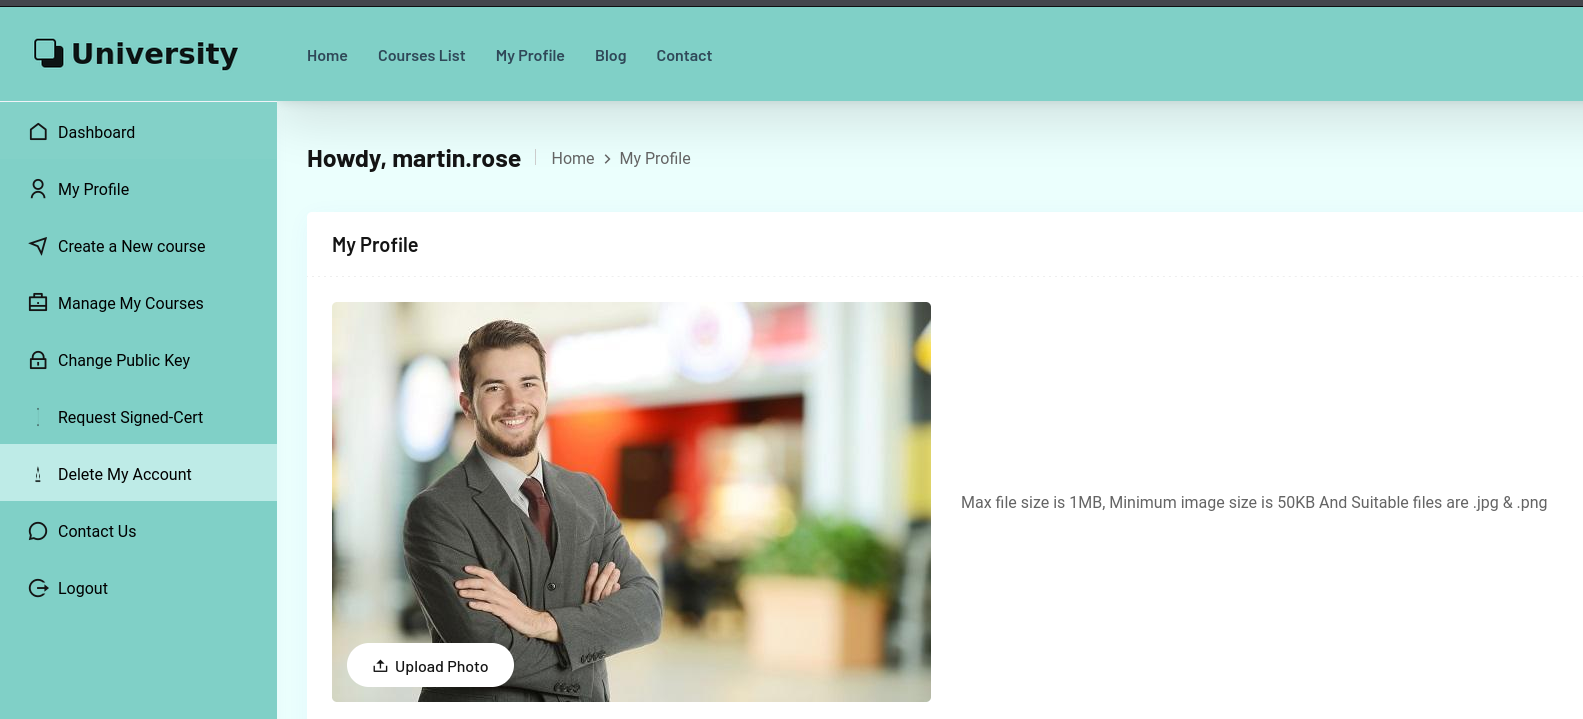 University
Home Courses List My Profile Blog Contact
Dashboard
My Profile
Create a New course
Manage My Courses
Change Public Key
Request Signed-Cert
Delete My Account
Contact Us
Logout
Howdy, martin.rose
Home > My Profile
My Profile
Upload Photo
Max file size is 1MB, Minimum image size is 50KB And Suitable files are .jpg & .png